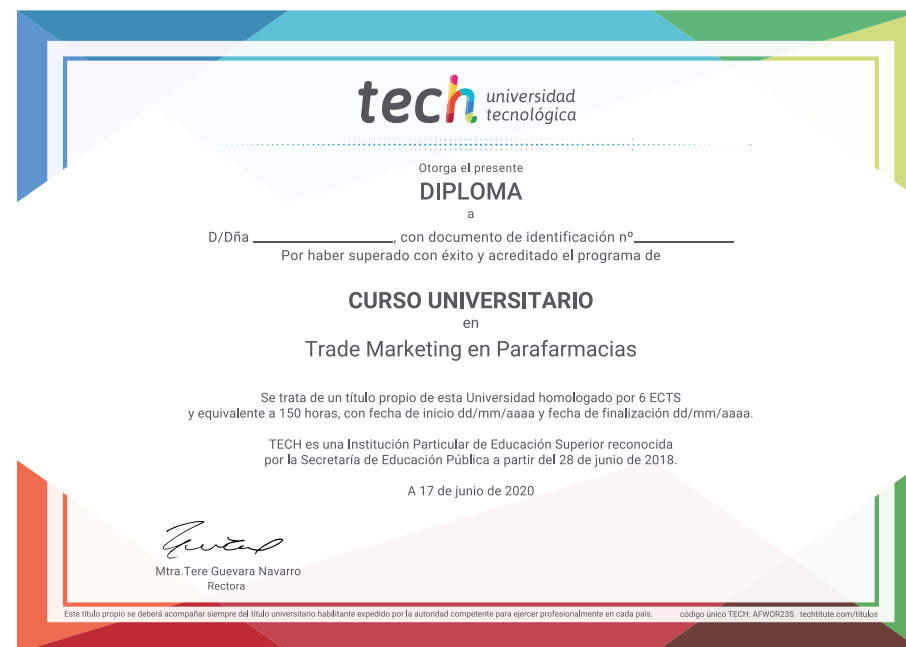 tech universidad
tecnológica
Otorga el presente
DIPLOMA
a
D/Dña ______________, con documento de identificación nº__________
Por haber superado con éxito y acreditado el programa de
CURSO UNIVERSITARIO
en
Trade Marketing en Parafarmacias
Se trata de un título propio de esta Universidad homologado por 6 ECTS
y equivalente a 150 horas, con fecha de inicio dd/mm/aaaa y fecha de finalización dd/mm/aaaa.
TECH es una Institución Particular de Educación Superior reconocida
por la Secretaría de Educación Pública a partir del 28 de junio de 2018.
A 17 de junio de 2020
Mtra.Tere Guevara Navarro
Rectora
Este título propio se deberá acompañar siempre del título universitario habilitante expedido por la autoridad competente para ejercer profesionalmente en cada país. código único TECH: AFWOR23S techtitute.com/titulos